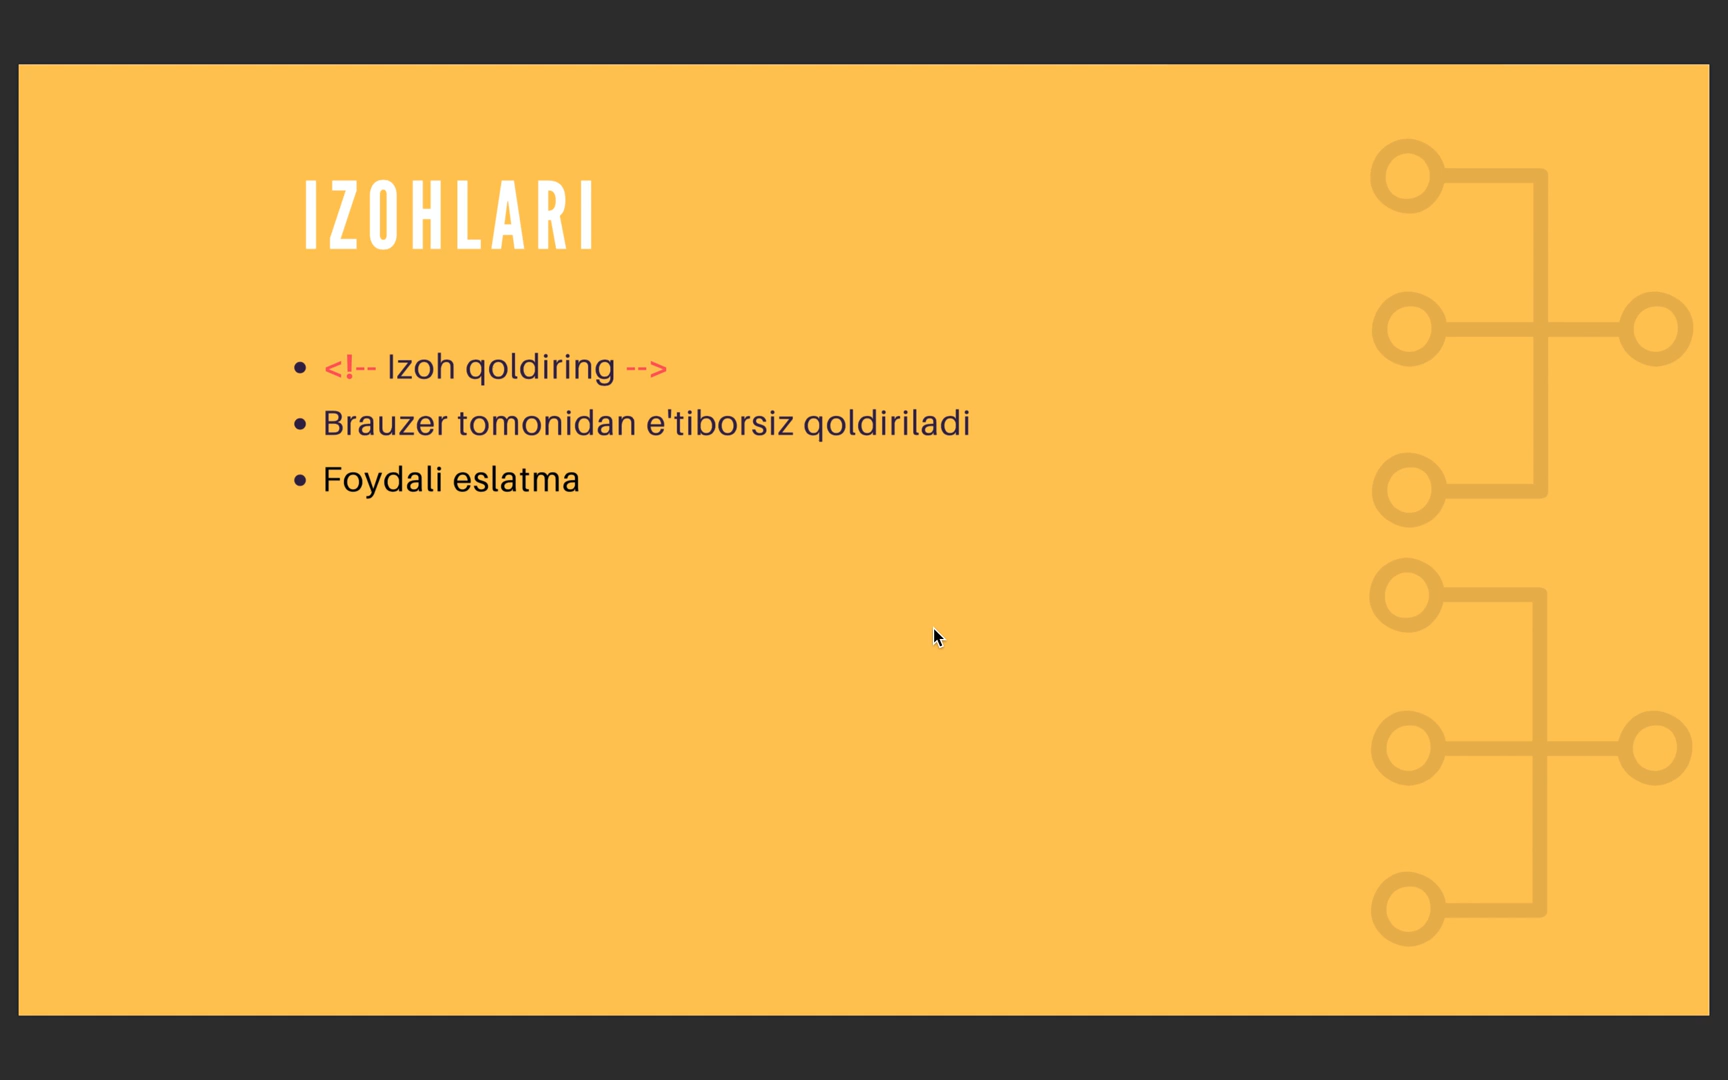 IZOHLARI
• <!-- Izoh qoldiring -->
• Brauzer tomonidan e'tiborsiz qoldiriladi
• Foydali eslatma